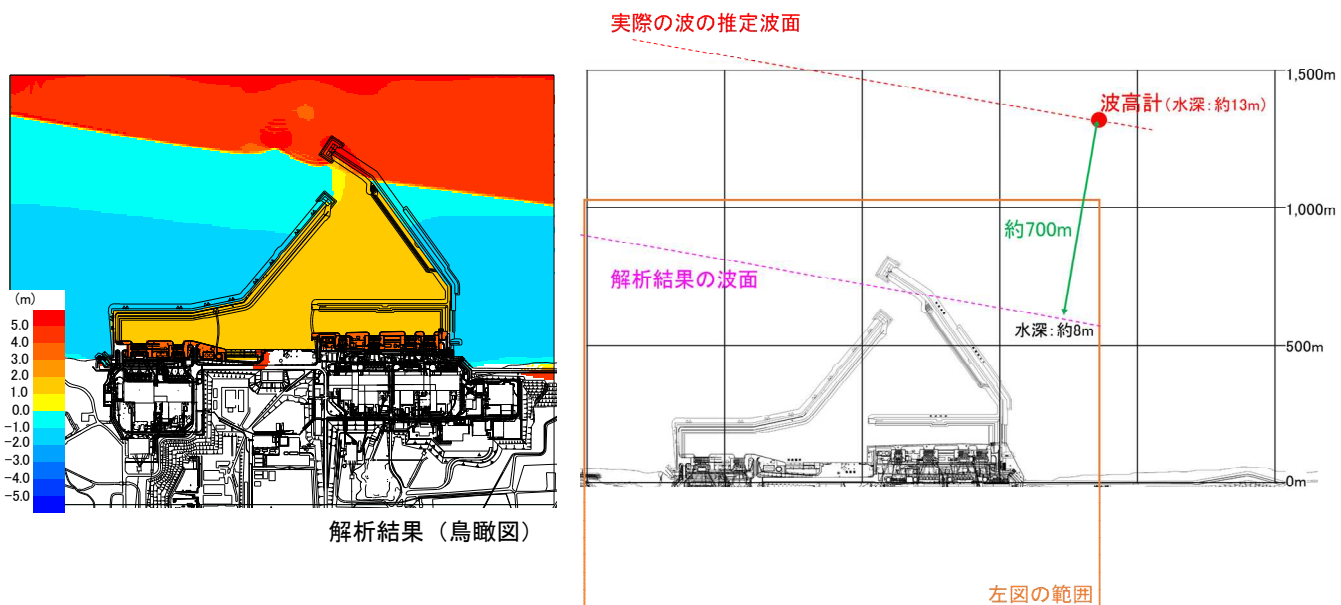 実際の波の推定波面
1,500m
波高計(水深:約13m)
1,000m
約700m
解析結果の波面
水深:約8m
500m
0m
左図の範囲
(m)
5.0
4.0
3.0
2.0
1.0
0.0
−1.0
−2.0
−3.0
−4.0
−5.0
解析結果(鳥瞰図)